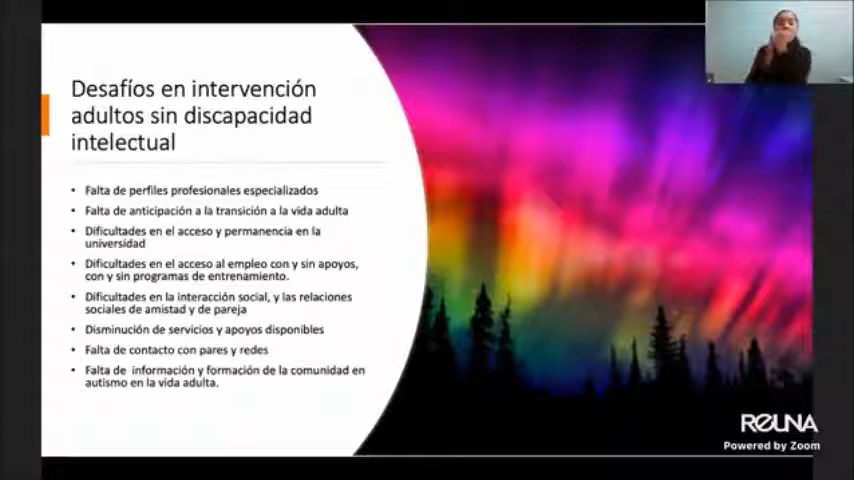 Desafíos en intervención
adultos sin discapacidad
intelectual
• Falta de perfiles profesionales especializados
• Falta de anticipación a la transición a la vida adulta
• Dificultades en el acceso y permanencia en la
universidad
• Dificultades en el acceso al empleo con y sin apoyos,
con y sin programas de entrenamiento.
• Dificultades en la interacción social, y las relaciones
sociales de amistad y de pareja
• Disminución de servicios y apoyos disponibles
• Falta de contacto con pares y redes
• Falta de información y formación de la comunidad en
autismo en la vida adulta.
REUNA
Powered by Zoom